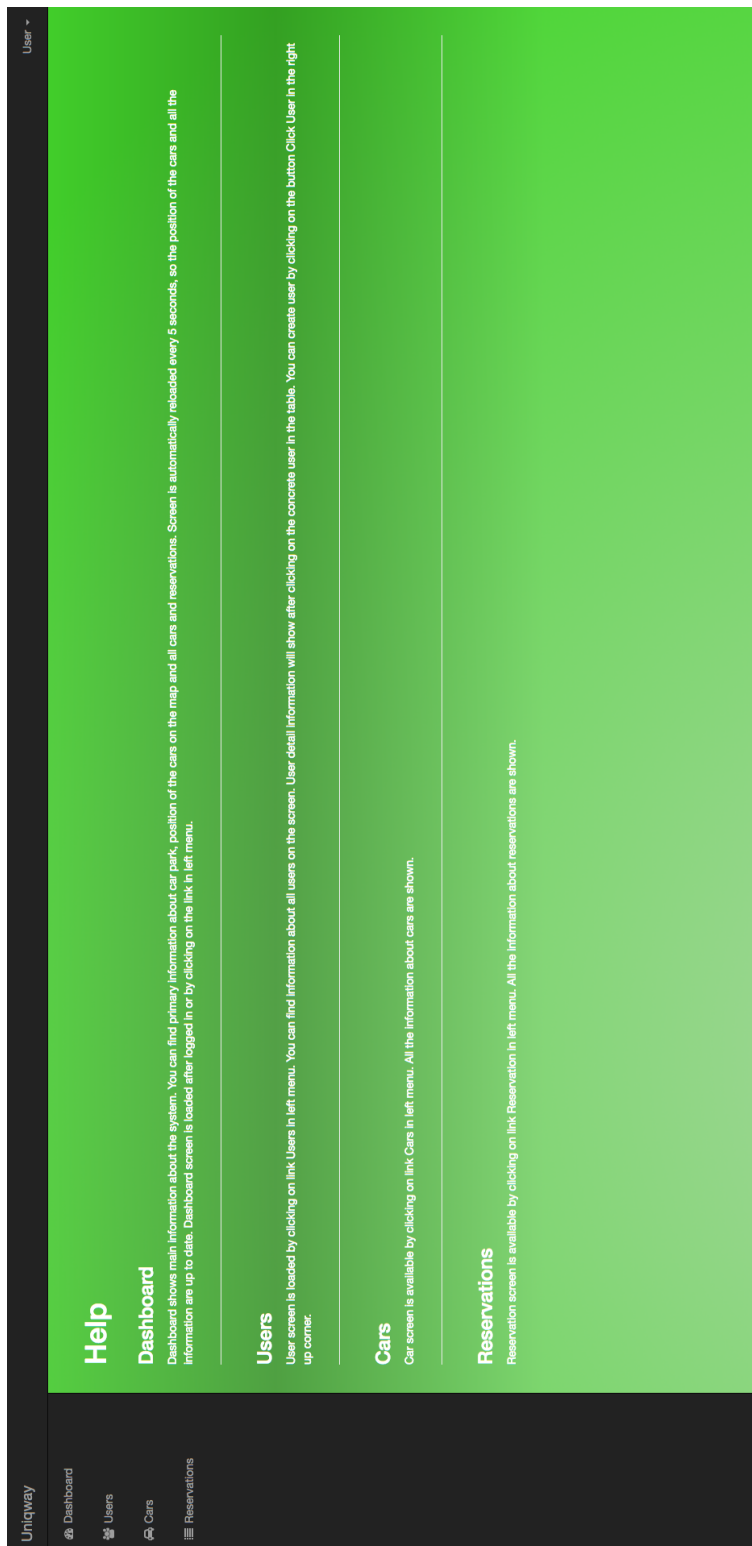 Uniqway
User
Dashboard
Users
Cars
Reservations
Help
Dashboard
Dashboard shows main information about the system. You can find primary information about car park, position of the cars on the map and all cars and reservations. Screen is automatically reloaded every 5 seconds, so the position of the cars and all the
information are up to date. Dashboard screen is loaded after logged in or by clicking on the link in left menu.
Users
User screen is loaded by clicking on link Users in left menu. You can find information about all users on the screen. User detail information will show after clicking on the concrete user in the table. You can create user by clicking on the button Click User in the right
up corner.
Cars
Car screen is available by clicking on link Cars in left menu. All the information about cars are shown.
Reservations
Reservation screen is available by clicking on link Reservation in left menu. All the information about reservations are shown.